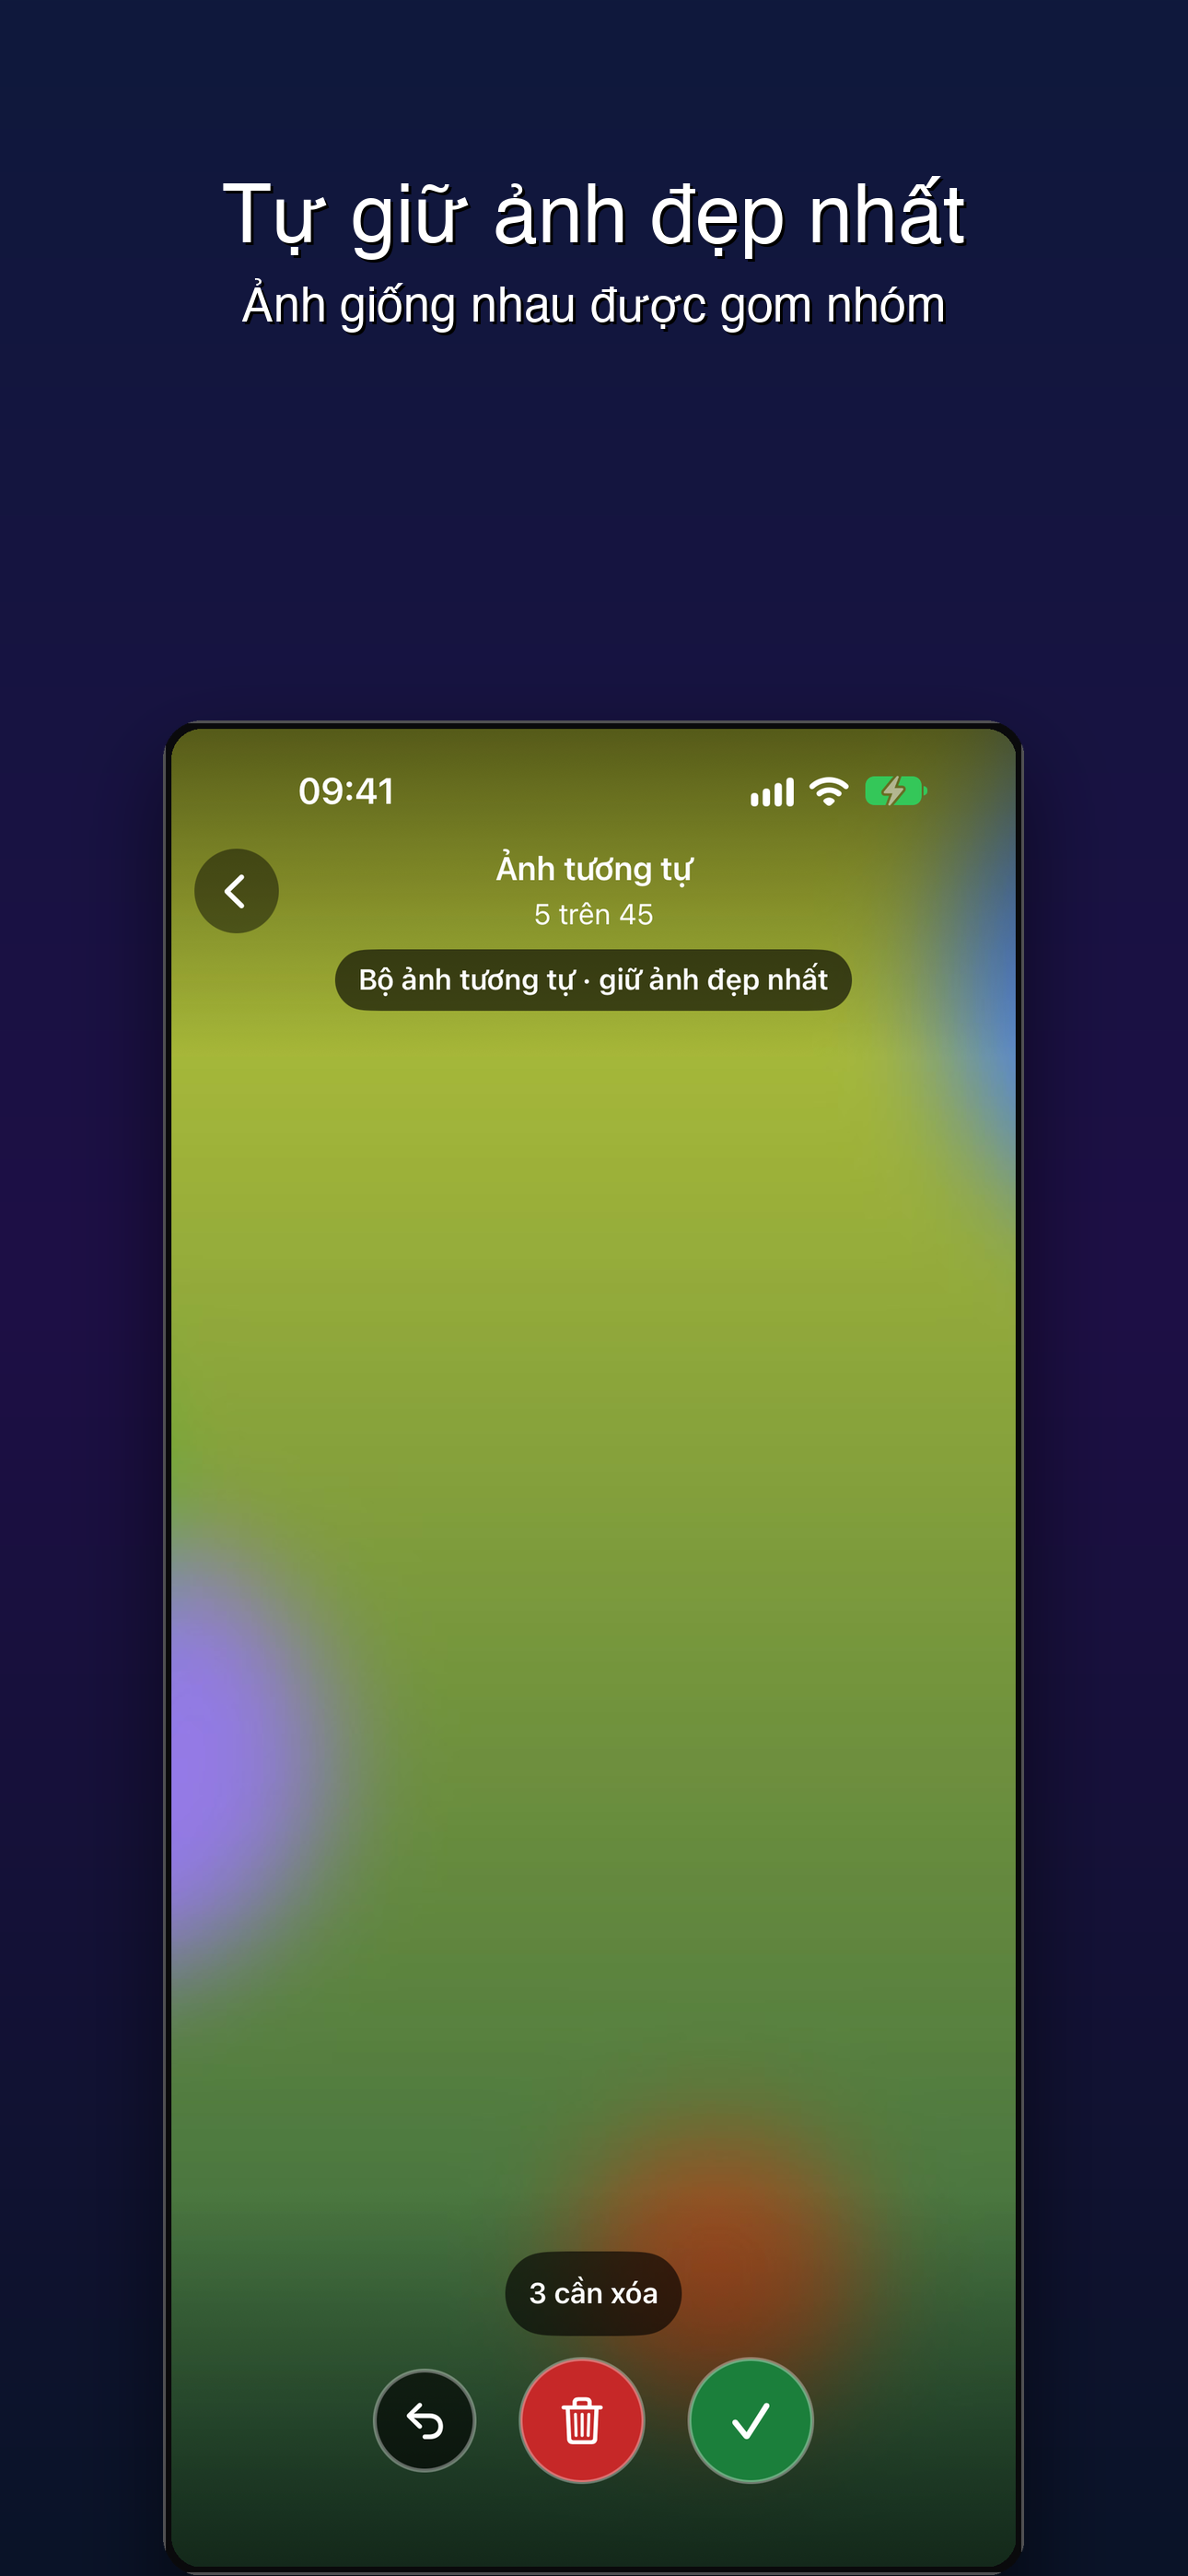 Tự giữ ảnh đẹp nhất
Ảnh giống nhau được gom nhóm
09:41
Ảnh tương tự
5 trên 45
Bộ ảnh tương tự · giữ ảnh đẹp nhất
3 cần xóa